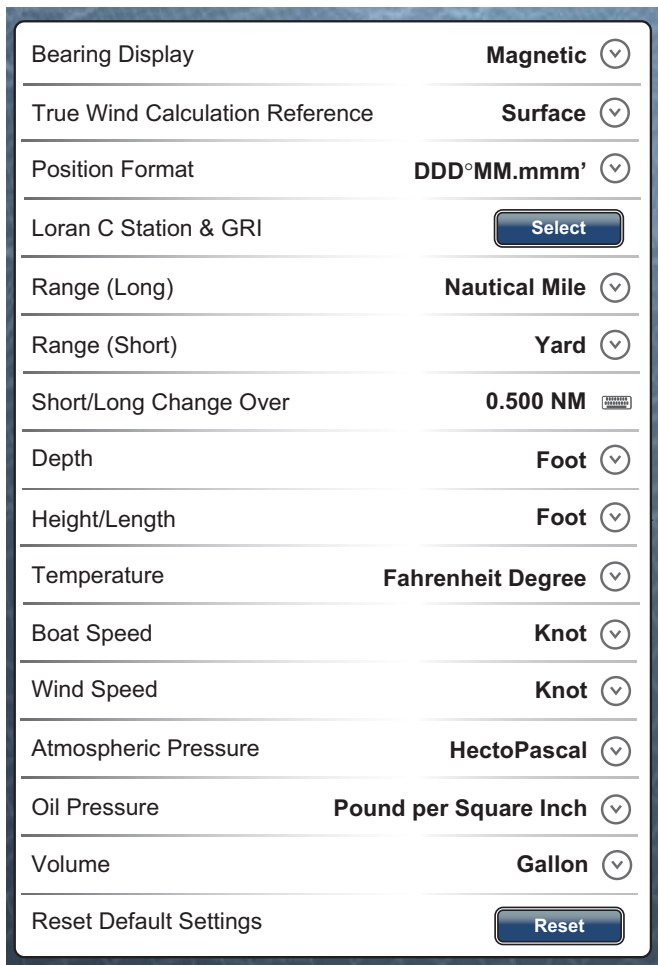 Bearing Display Magnetic
True Wind Calculation Reference Surface
Position Format DDD°MM.mmm’
Loran C Station & GRI Select
Range (Long) Nautical Mile
Range (Short) Yard
Short/Long Change Over 0.500 NM
Depth Foot
Height/Length Foot
Temperature Fahrenheit Degree
Boat Speed Knot
Wind Speed Knot
Atmospheric Pressure HectoPascal
Oil Pressure Pound per Square Inch
Volume Gallon
Reset Default Settings Reset